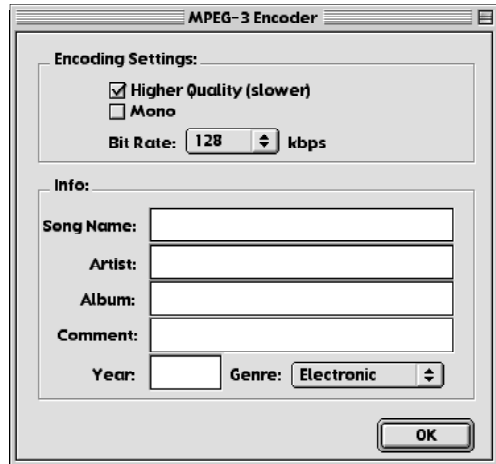 MPEG-3 Encoder
Encoding Settings:
Higher Quality (slower)
Mono
Bit Rate: 128 kbps
Info:
Song Name:
Artist:
Album:
Comment:
Year: Genre: Electronic
OK